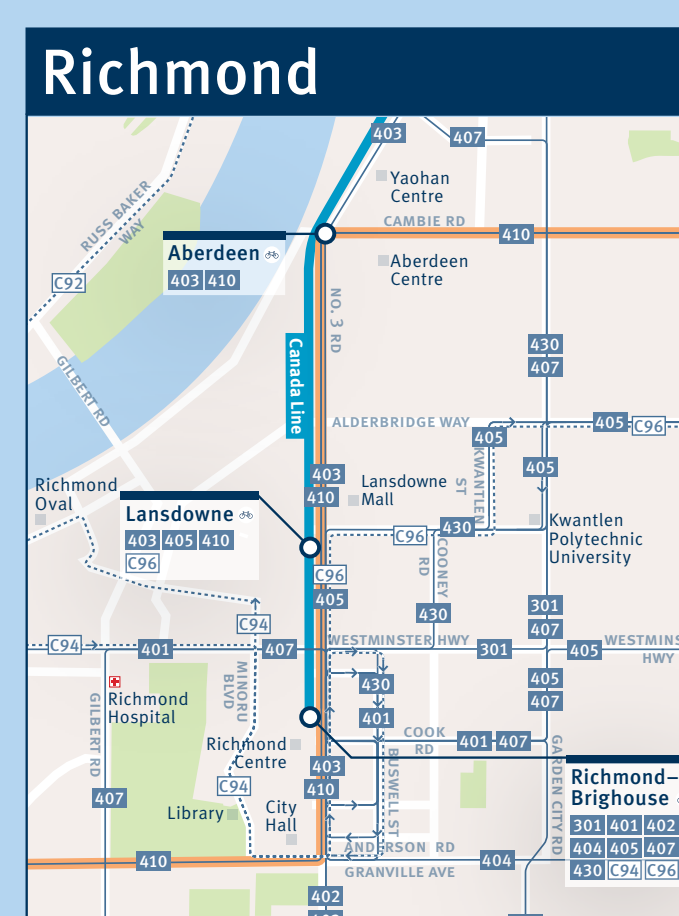 Richmond
403
407
Yaohan
Centre
RUSS BAKER
WAY
CAMBIE RD
410
Aberdeen
403 410
Aberdeen
Centre
C92
NO. 3 RD
Canada Line
430
407
GILBERT RD
ALDERBRIDGE WAY
405
405 C96
KWANTLEN
ST
405
403
410
Lansdowne
Mall
Richmond
Oval
Lansdowne
403 405 410
C96
C96
430
Kwantlen
Polytechnic
University
COONEY
RD
C96
405
430
301
407
C94
C94
401
407
WESTMINSTER HWY
301
405
WESTMINS
HWY
Richmond
Hospital
GILBERT RD
MINORU
BLVD
430
401
405
407
Richmond
Centre
COOK
RD
401 407
BUSWELL ST
GARDEN CITY RD
403
410
C94
407
Library
City
Hall
Richmond–
Brighouse
301 401 402
404 405 407
430 C94 C96
ANDERSON RD
410
404
GRANVILLE AVE
402